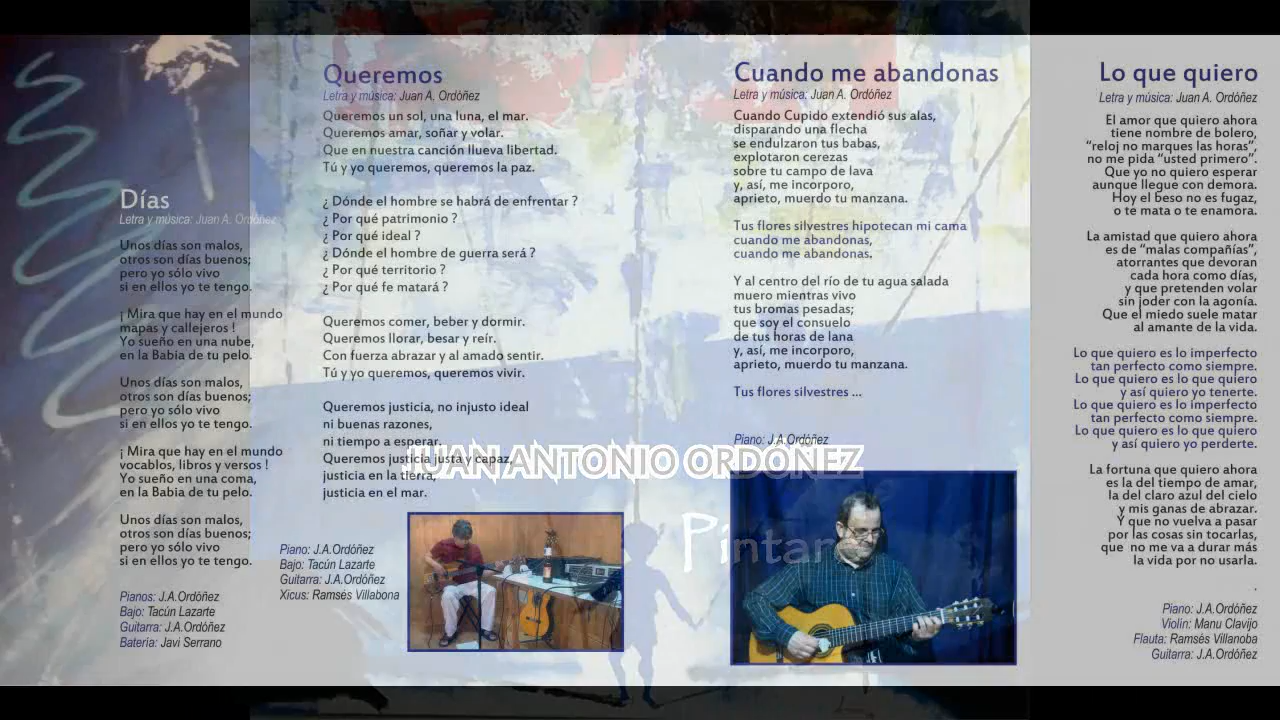 Días
Letra y música: Juan A. Ordóñez
Unos días son malos,
otros son días buenos;
pero yo sólo vivo
si en ellos yo te tengo.
¡ Mira que hay en el mundo
mapas y callejeros !
Yo sueño en una nube,
en la Babia de tu pelo.
Unos días son malos,
otros son días buenos;
pero yo sólo vivo
si en ellos yo te tengo.
¡ Mira que hay en el mundo
vocablos, libros y versos !
Yo sueño en una coma,
en la Babia de tu pelo.
Unos días son malos,
otros son días buenos;
pero yo sólo vivo
si en ellos yo te tengo.
Pianos: J.A.Ordóñez
Bajo: Tacún Lazarte
Guitarra: J.A.Ordóñez
Batería: Javi Serrano
Queremos
Letra y música: Juan A. Ordóñez
Queremos un sol, una luna, el mar.
Queremos amar, soñar y volar.
Que en nuestra canción llueva libertad.
Tú y yo queremos, queremos la paz.
¿ Dónde el hombre se habrá de enfrentar ?
¿ Por qué patrimonio ?
¿ Por qué ideal ?
¿ Dónde el hombre de guerra será ?
¿ Por qué territorio ?
¿ Por qué fe matará ?
Queremos comer, beber y dormir.
Queremos llorar, besar y reír.
Con fuerza abrazar y al amado sentir.
Tú y yo queremos, queremos vivir.
Queremos justicia, no injusto ideal
ni buenas razones,
ni tiempo a esperar.
Queremos justicia justa y capaz,
justicia en la tierra,
justicia en el mar.
Piano: J.A.Ordóñez
Bajo: Tacún Lazarte
Guitarra: J.A.Ordóñez
Xicus: Ramsés Villabona
JUAN ANTONIO ORDÓÑEZ
Pintar
Cuando me abandonas
Letra y música: Juan A. Ordóñez
Cuando Cupido extendió sus alas,
disparando una flecha
se endulzaron tus babas,
explotaron cerezas
sobre tu campo de lava
y, así, me incorporo,
aprieto, muerdo tu manzana.
Tus flores silvestres hipotecan mi cama
cuando me abandonas,
cuando me abandonas.
Y al centro del río de tu agua salada
muero mientras vivo
tus bromas pesadas;
que soy el consuelo
de tus horas de lana
y, así, me incorporo,
aprieto, muerdo tu manzana.
Tus flores silvestres ...
Piano: J.A.Ordóñez
Lo que quiero
Letra y música: Juan A. Ordóñez
El amor que quiero ahora
tiene nombre de bolero,
“reloj no marques las horas”,
no me pida “usted primero”.
Que yo no quiero esperar
aunque llegue con demora.
Hoy el beso no es fugaz,
o te mata o te enamora.
La amistad que quiero ahora
es de “malas compañías”,
atorrantes que devoran
cada hora como días,
y que pretenden volar
sin joder con la agonía.
Que el miedo suele matar
al amante de la vida.
Lo que quiero es lo imperfecto
tan perfecto como siempre.
Lo que quiero es lo que quiero
y así quiero yo tenerte.
Lo que quiero es lo imperfecto
tan perfecto como siempre.
Lo que quiero es lo que quiero
y así quiero yo perderte.
La fortuna que quiero ahora
es la del tiempo de amar,
la del claro azul del cielo
y mis ganas de abrazar.
Y que no vuelva a pasar
por las cosas sin tocarlas,
que no me va a durar más
la vida por no usarla.
.
Piano: J.A.Ordóñez
Violín: Manu Clavijo
Flauta: Ramsés Villanoba
Guitarra: J.A.Ordóñez